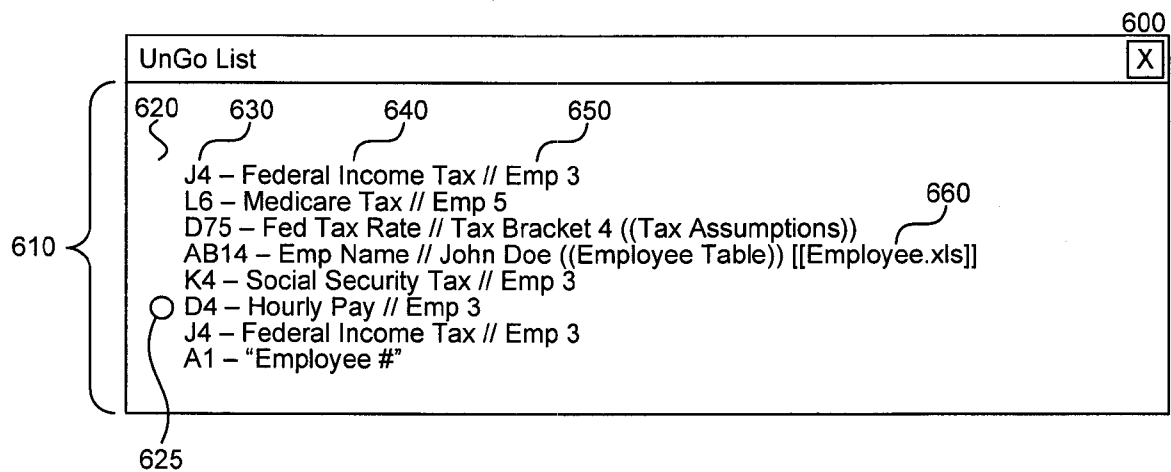 600
UnGo List X
620 630 640 650
J4 – Federal Income Tax // Emp 3
L6 – Medicare Tax // Emp 5
660
D75 – Fed Tax Rate // Tax Bracket 4 ((Tax Assumptions))
610
AB14 – Emp Name // John Doe ((Employee Table)) [[Employee.xls]]
K4 – Social Security Tax // Emp 3
D4 – Hourly Pay // Emp 3
J4 – Federal Income Tax // Emp 3
A1 – “Employee #”
625